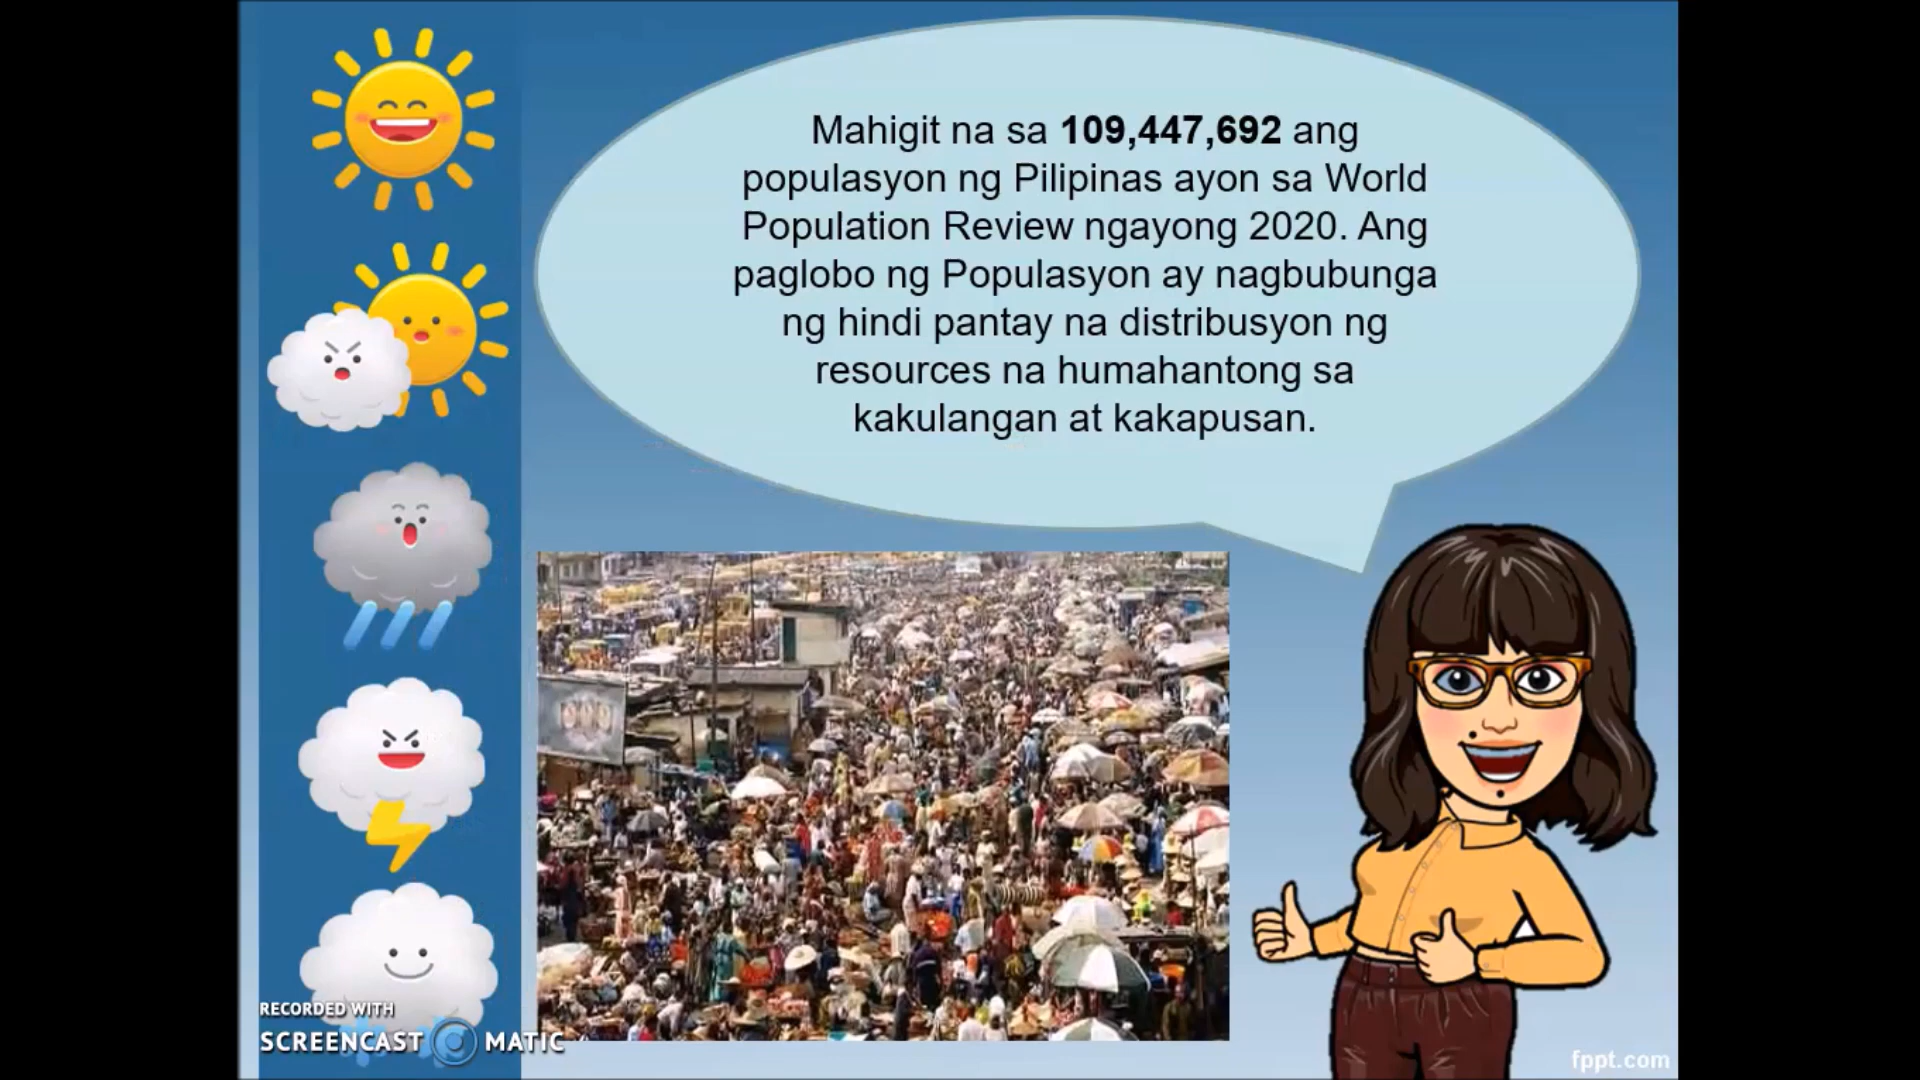 Mahigit na sa 109,447,692 ang
populasyon ng Pilipinas ayon sa World
Population Review ngayong 2020. Ang
paglobo ng Populasyon ay nagbubunga
ng hindi pantay na distribusyon ng
resources na humahantong sa
kakulangan at kakapusan.
RECORDED WITH
SCREENCAST MATIC
fppt.com